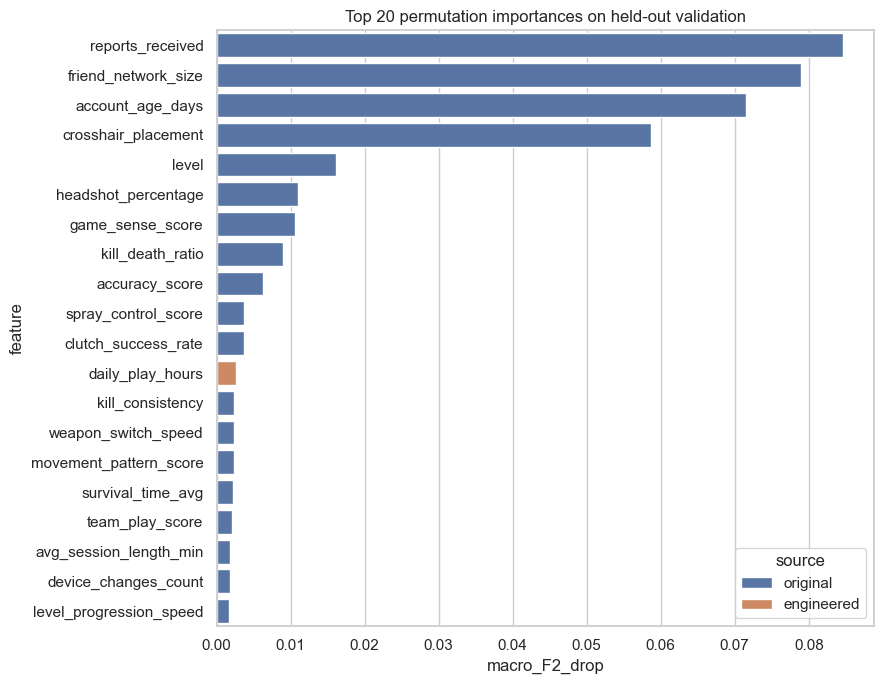 Top 20 permutation importances on held-out validation
reports_received
friend_network_size
account_age_days
crosshair_placement
level
headshot_percentage
game_sense_score
kill_death_ratio
accuracy_score
spray_control_score
clutch_success_rate
daily_play_hours
kill_consistency
weapon_switch_speed
movement_pattern_score
survival_time_avg
team_play_score
avg_session_length_min
device_changes_count
level_progression_speed
feature
source
original
engineered
0.00 0.01 0.02 0.03 0.04 0.05 0.06 0.07 0.08
macro_F2_drop